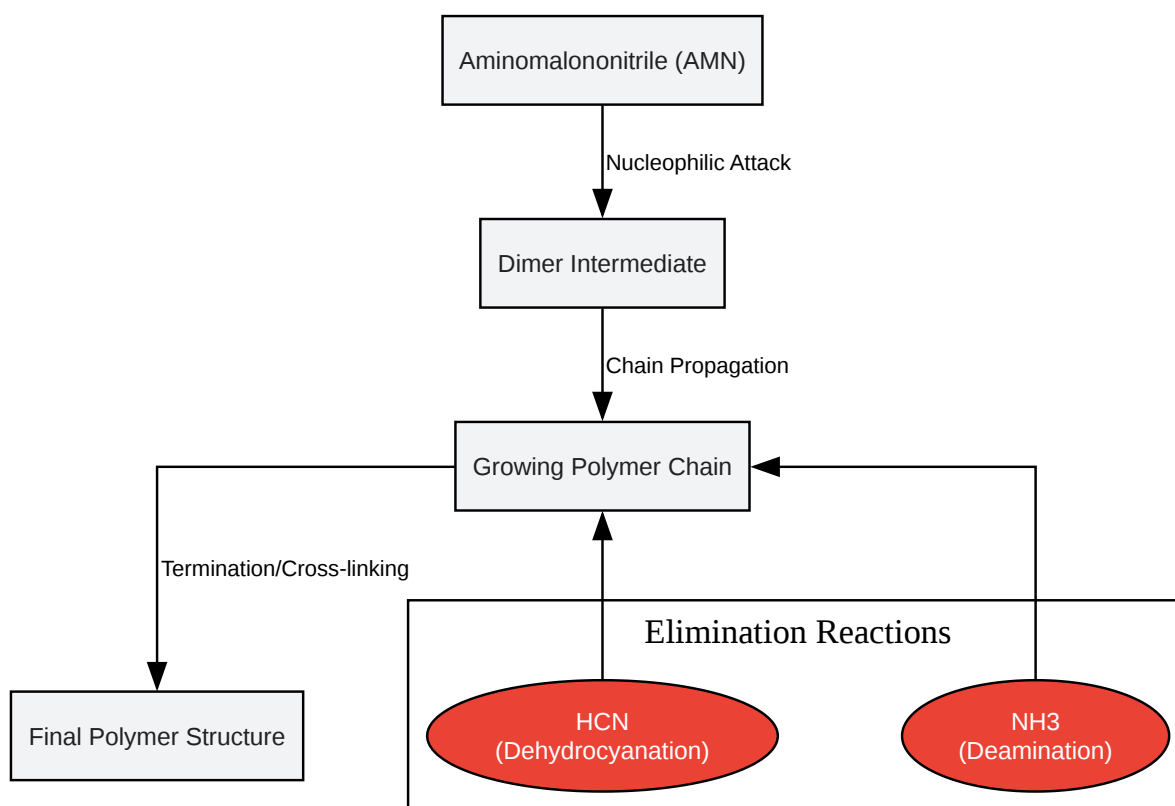 Aminomalononitrile (AMN)
Nucleophilic Attack
Dimer Intermediate
Chain Propagation
Growing Polymer Chain
Termination/Cross-linking
Elimination Reactions
Final Polymer Structure
HCN
(Dehydrocyanation)
NH3
(Deamination)